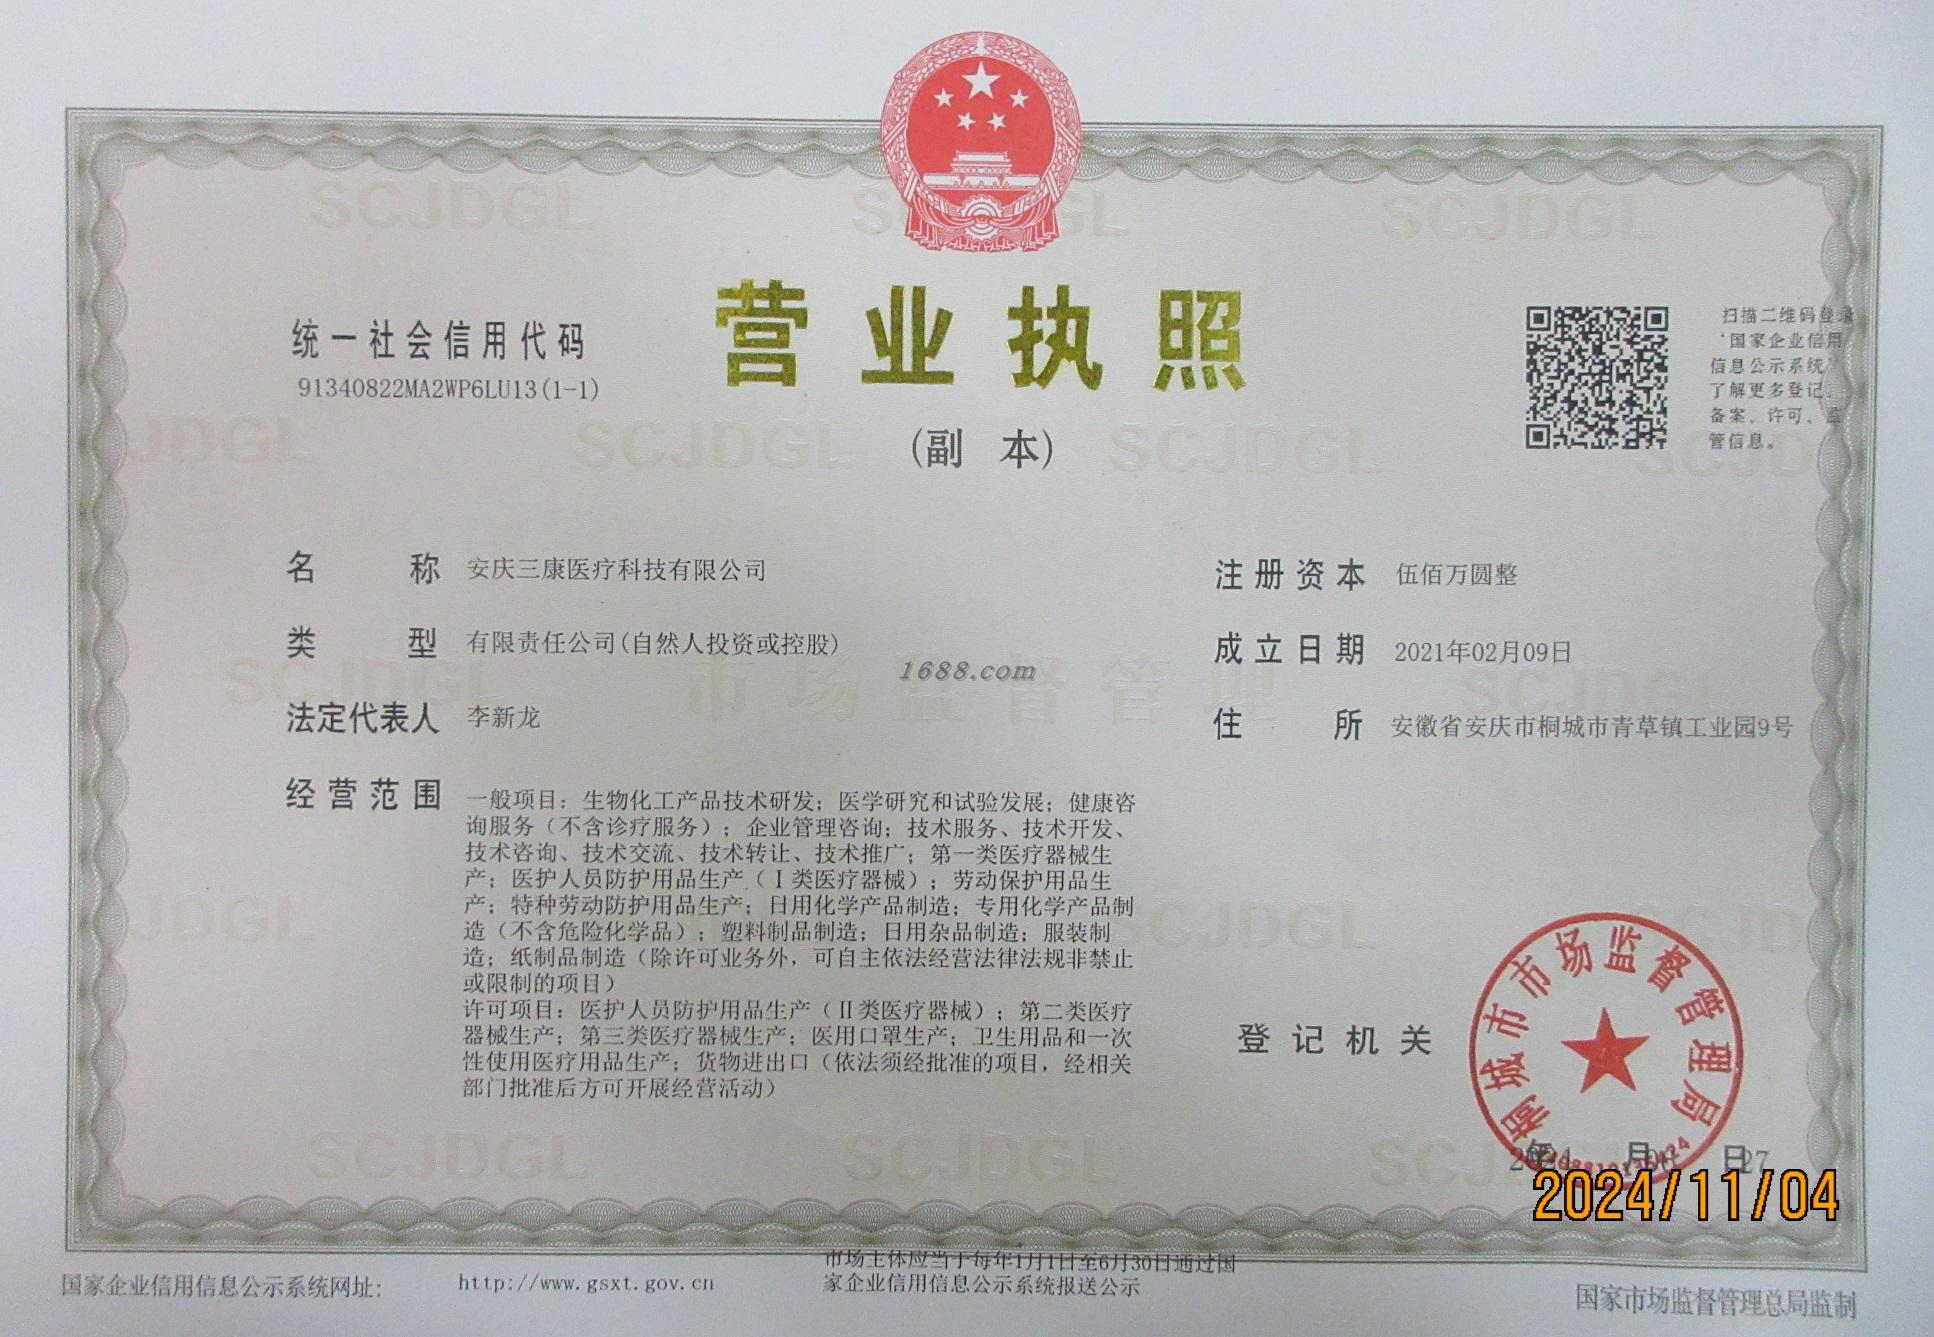 营业执照
(副 本)
统一社会信用代码
91340822MA2WP6LU13(1-1)
扫描二维码登录
‘国家企业信用
信息公示系统’
了解更多登记、
备案、许可、监
管信息。
名 称 安庆三康医疗科技有限公司
类 型 有限责任公司(自然人投资或控股)
法定代表人 李新龙
经营范围 一般项目：生物化工产品技术研发；医学研究和试验发展；健康咨
询服务（不含诊疗服务）；企业管理咨询；技术服务、技术开发、
技术咨询、技术交流、技术转让、技术推广；第一类医疗器械生
产；医护人员防护用品生产（Ⅰ类医疗器械）；劳动保护用品生
产；特种劳动防护用品生产；日用化学产品制造；专用化学产品制
造（不含危险化学品）；塑料制品制造；日用杂品制造；服装制
造；纸制品制造（除许可业务外，可自主依法经营法律法规非禁止
或限制的项目）
许可项目：医护人员防护用品生产（Ⅱ类医疗器械）；第二类医疗
器械生产；第三类医疗器械生产；医用口罩生产；卫生用品和一次
性使用医疗用品生产；货物进出口（依法须经批准的项目，经相关
部门批准后方可开展经营活动）
注册资本 伍佰万圆整
成立日期 2021年02月09日
住 所 安徽省安庆市桐城市青草镇工业园9号
1688.com
市场监督管理
SCJDGL
登记机关
桐城市市场监督管理局
年 月 日
2024/11/04
国家企业信用信息公示系统网址：
http://www.gsxt.gov.cn
市场主体应当于每年1月1日至6月30日通过国
家企业信用信息公示系统报送公示
国家市场监督管理总局监制